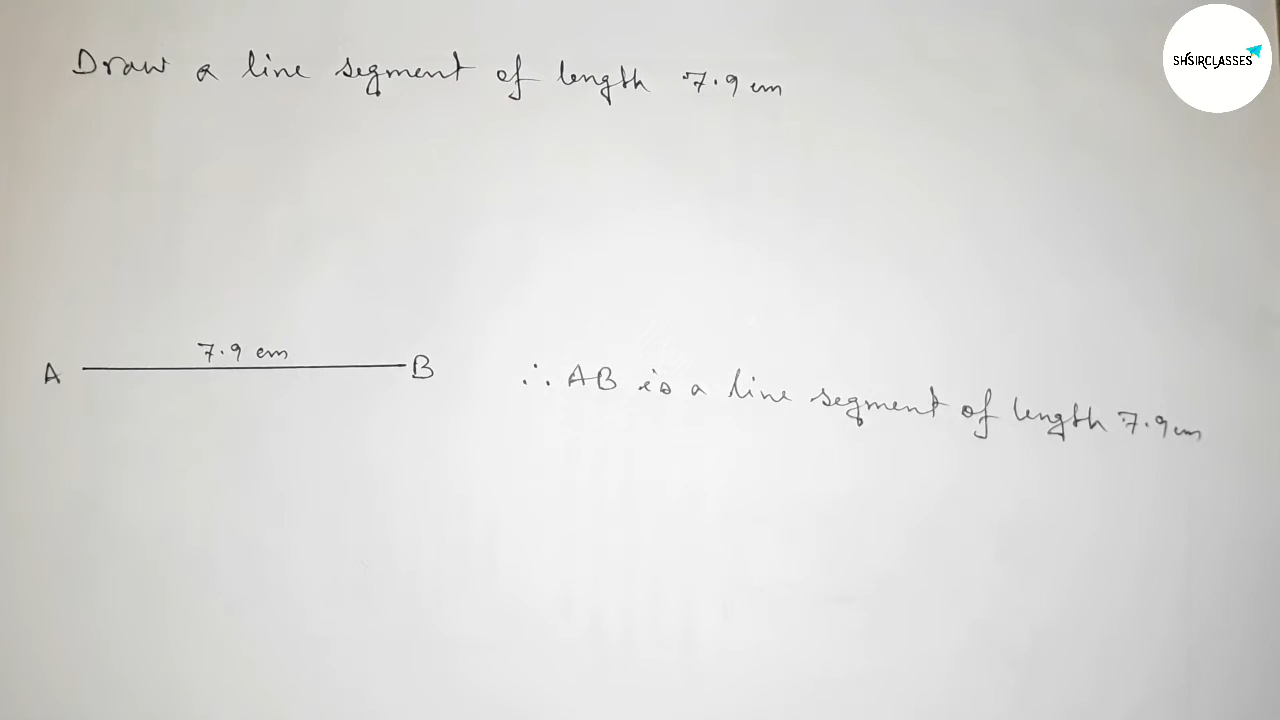 Draw a line segment of length 7.9 cm
SHSIRCLASSES
7.9 cm
A B
∴ AB is a line segment of length 7.9 cm